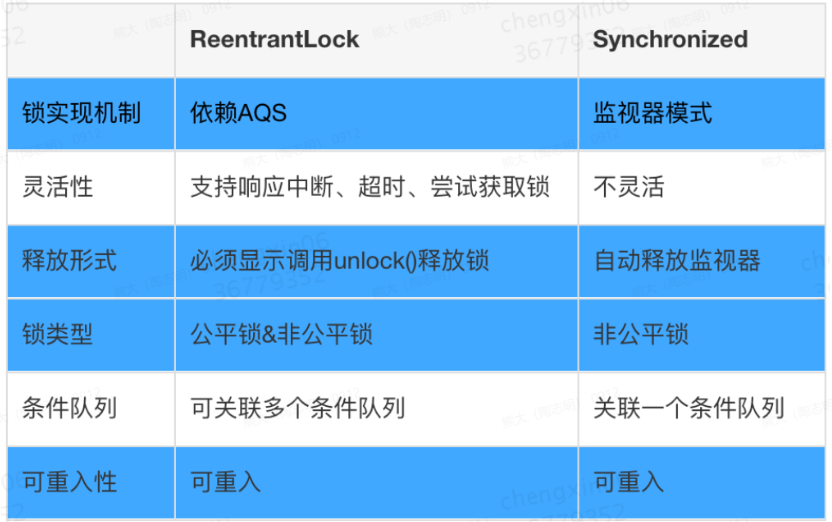 ReentrantLock Synchronized
锁实现机制 依赖AQS 监视器模式
灵活性 支持响应中断、超时、尝试获取锁 不灵活
释放形式 必须显示调用unlock()释放锁 自动释放监视器
锁类型 公平锁&非公平锁 非公平锁
条件队列 可关联多个条件队列 关联一个条件队列
可重入性 可重入 可重入
chengxin06
36779352